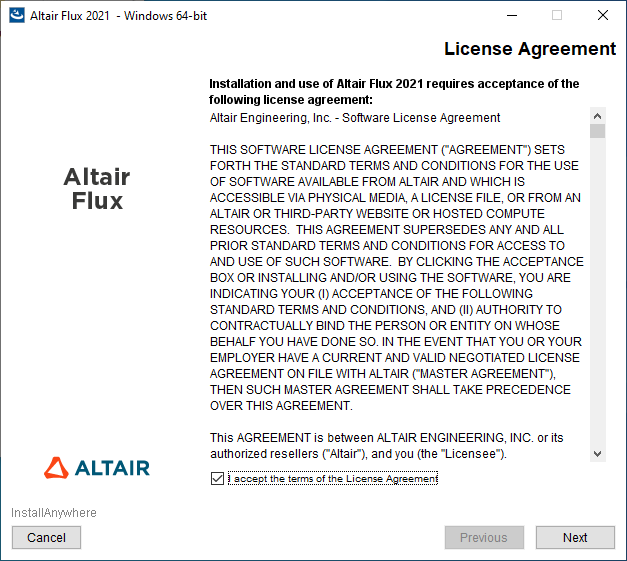 Altair Flux 2021 - Windows 64-bit
License Agreement
Installation and use of Altair Flux 2021 requires acceptance of the
following license agreement:
Altair Engineering, Inc. - Software License Agreement
THIS SOFTWARE LICENSE AGREEMENT ("AGREEMENT") SETS
FORTH THE STANDARD TERMS AND CONDITIONS FOR THE USE
OF SOFTWARE AVAILABLE FROM ALTAIR AND WHICH IS
ACCESSIBLE VIA PHYSICAL MEDIA, A LICENSE FILE, OR FROM AN
ALTAIR OR THIRD-PARTY WEBSITE OR HOSTED COMPUTE
RESOURCES.  THIS AGREEMENT SUPERSEDES ANY AND ALL
PRIOR STANDARD TERMS AND CONDITIONS FOR ACCESS TO
AND USE OF SUCH SOFTWARE.  BY CLICKING THE ACCEPTANCE
BOX OR INSTALLING AND/OR USING THE SOFTWARE, YOU ARE
INDICATING YOUR (I) ACCEPTANCE OF THE FOLLOWING
STANDARD TERMS AND CONDITIONS, AND (II) AUTHORITY TO
CONTRACTUALLY BIND THE PERSON OR ENTITY ON WHOSE
BEHALF YOU HAVE DONE SO. IN THE EVENT THAT YOU OR YOUR
EMPLOYER HAVE A CURRENT AND VALID NEGOTIATED LICENSE
AGREEMENT ON FILE WITH ALTAIR ("MASTER AGREEMENT"),
THEN SUCH MASTER AGREEMENT SHALL TAKE PRECEDENCE
OVER THIS AGREEMENT.
This AGREEMENT is between ALTAIR ENGINEERING, INC. or its
authorized resellers ("Altair"), and you (the "Licensee").
I accept the terms of the License Agreement
Altair
Flux
ALTAIR
InstallAnywhere
Cancel
Previous
Next